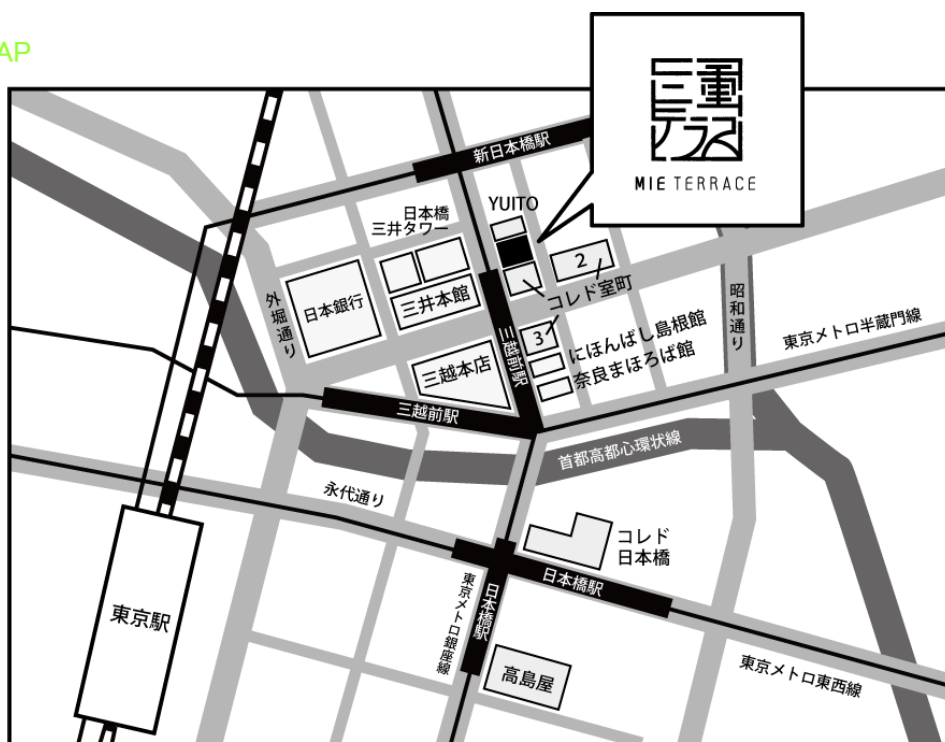 AP
三重
テラス
MIE TERRACE
新日本橋駅
YUITO
日本橋
三井タワー
2
コレド室町
日本銀行
三井本館
外堀通り
昭和通り
3
三越前駅
にほんばし島根館
奈良まほろば館
東京メトロ半蔵門線
三越本店
三越前駅
首都高都心環状線
永代通り
コレド
日本橋
日本橋駅
日本橋駅
東京メトロ銀座線
東京駅
高島屋
東京メトロ東西線